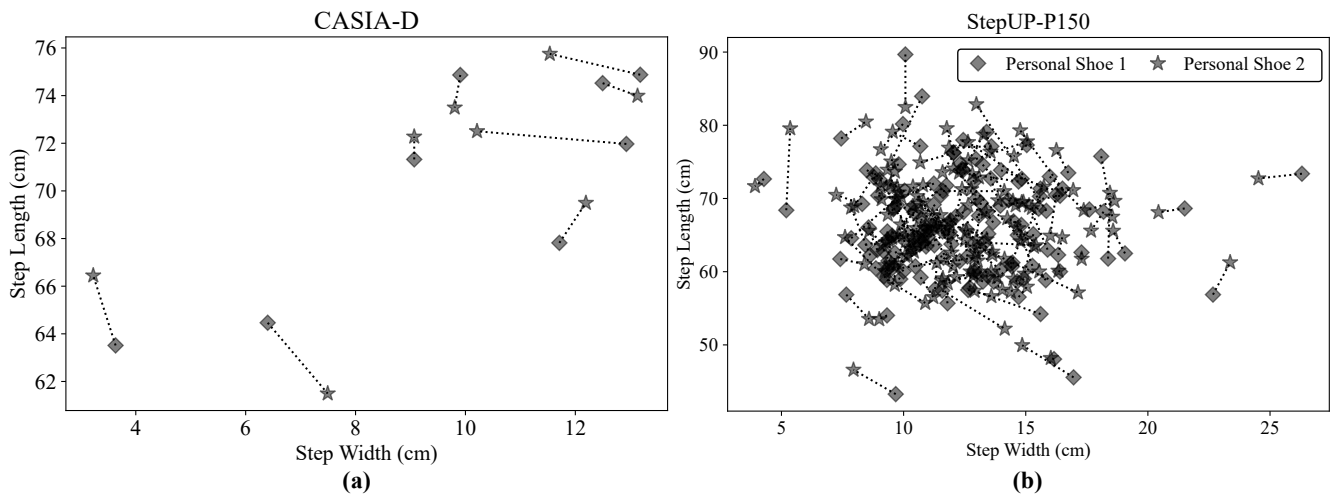 CASIA-D
76
74
72
70
68
66
64
62
Step Length (cm)
4
6
8
10
12
Step Width (cm)
(a)
StepUP-P150
Personal Shoe 1
Personal Shoe 2
90
80
70
60
50
Step Length (cm)
5
10
15
20
25
Step Width (cm)
(b)